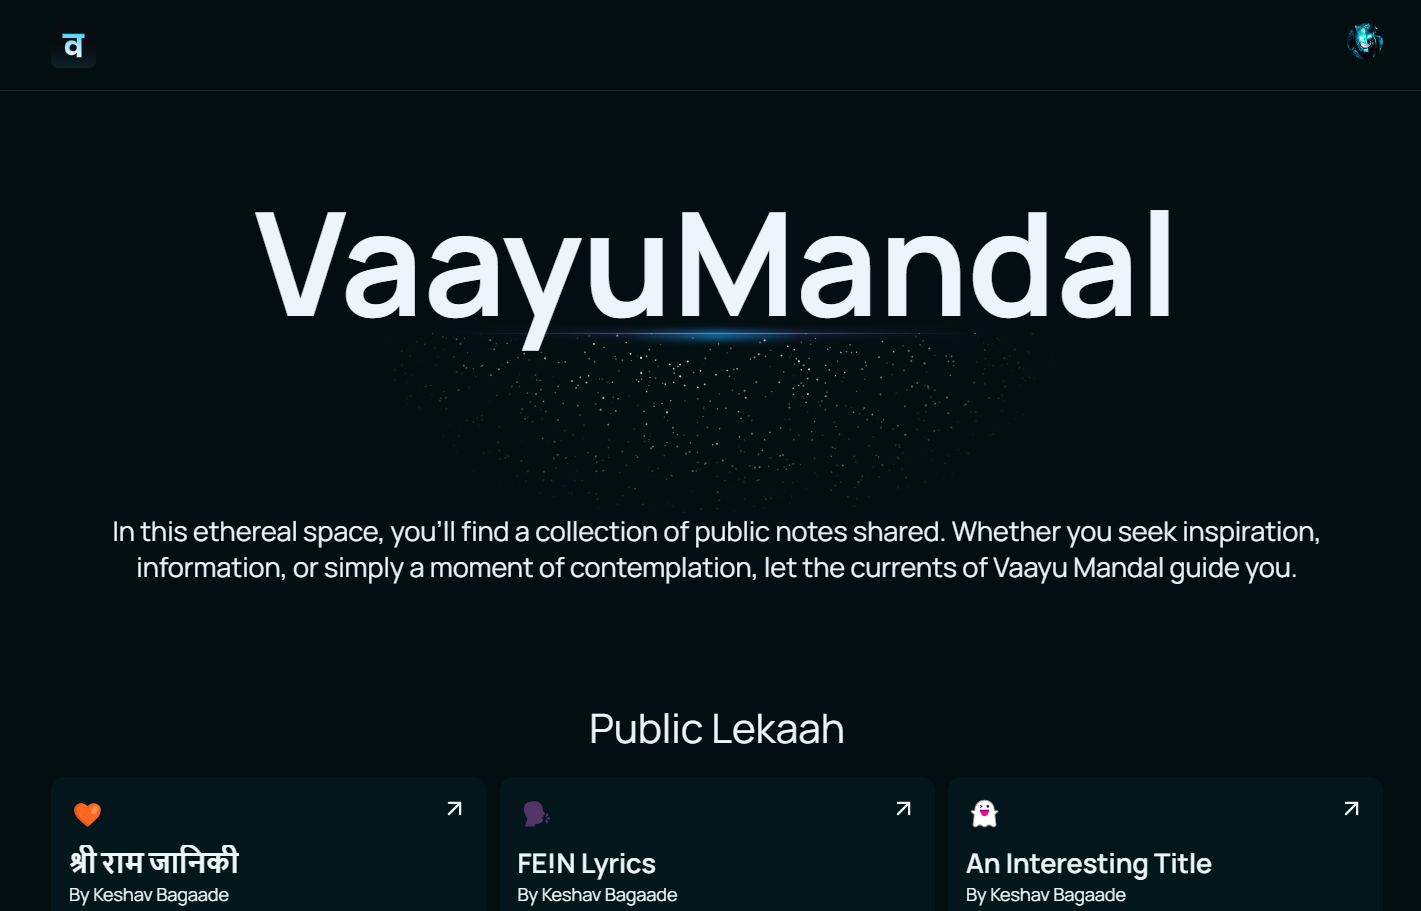 व
VaayuMandal
In this ethereal space, you'll find a collection of public notes shared. Whether you seek inspiration,
information, or simply a moment of contemplation, let the currents of Vaayu Mandal guide you.
Public Lekaah
श्री राम जानिकी
By Keshav Bagaade
FE!N Lyrics
By Keshav Bagaade
An Interesting Title
By Keshav Bagaade